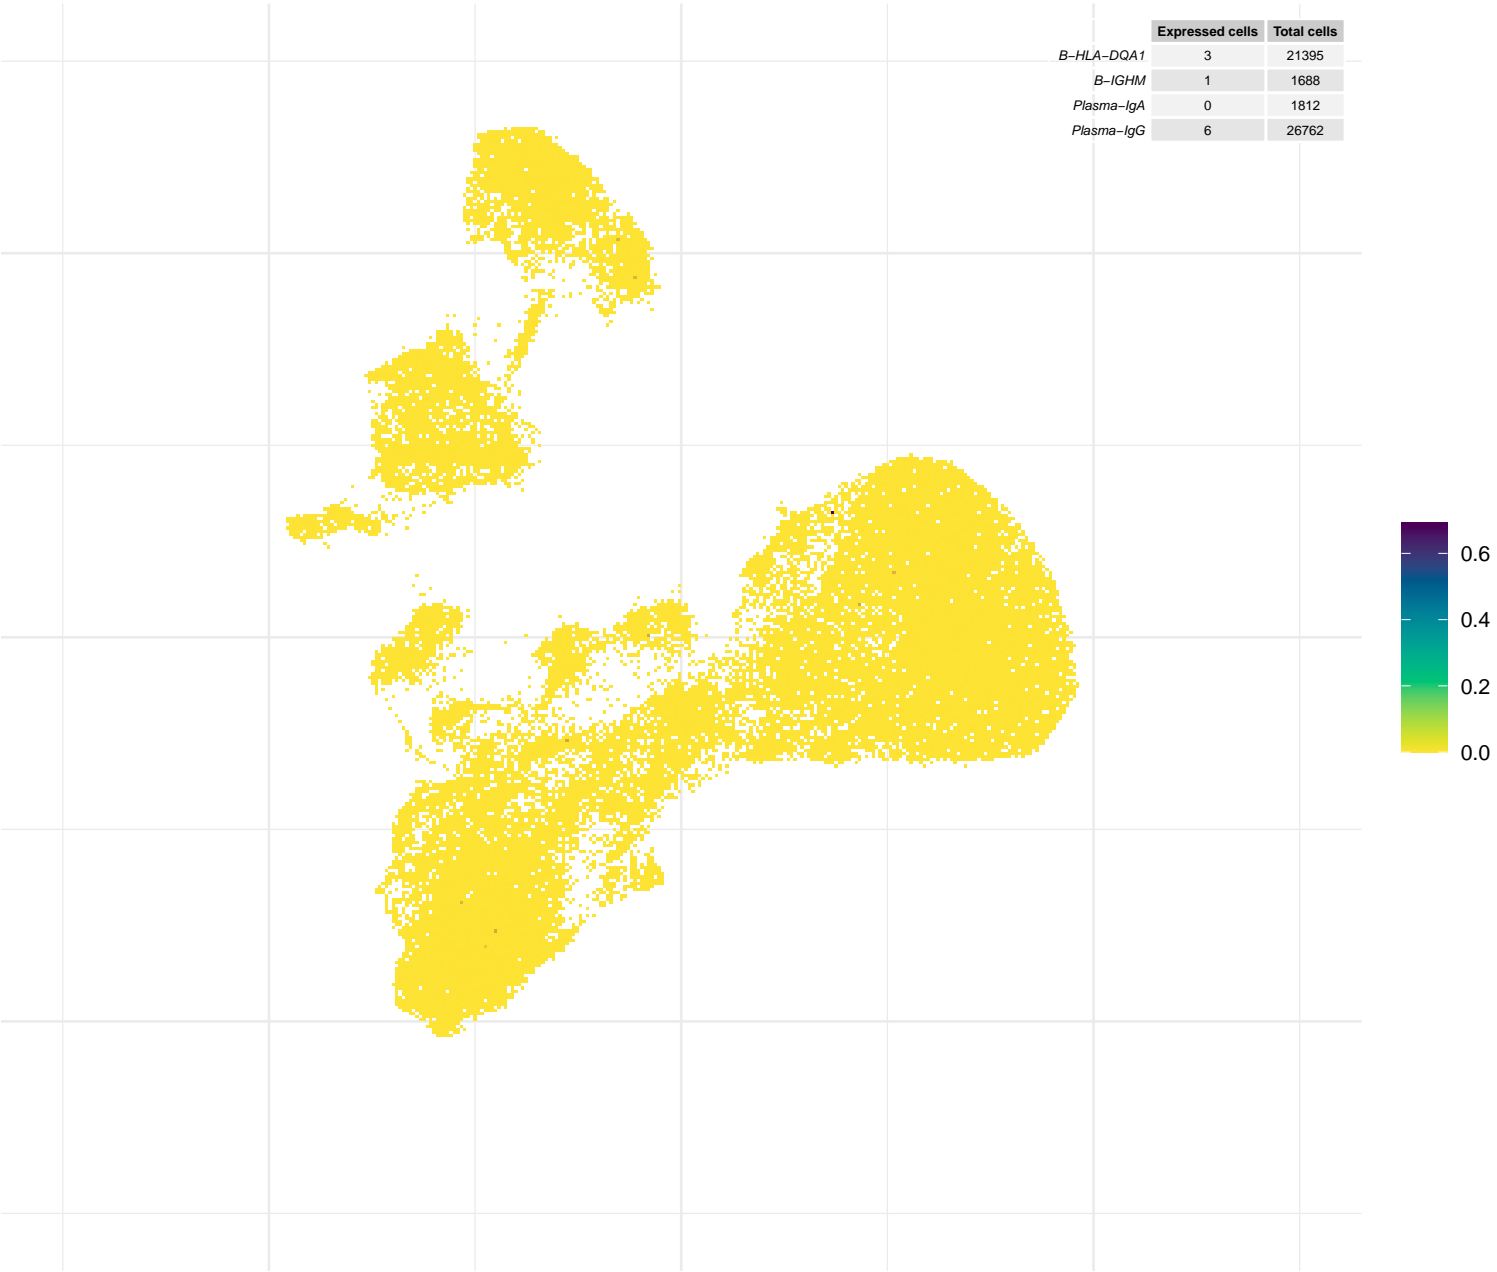 Expressed cells Total cells
B−HLA−DQA1 3 21395
B−IGHM 1 1688
Plasma−IgA 0 1812
Plasma−IgG 6 26762
0.6
0.4
0.2
0.0